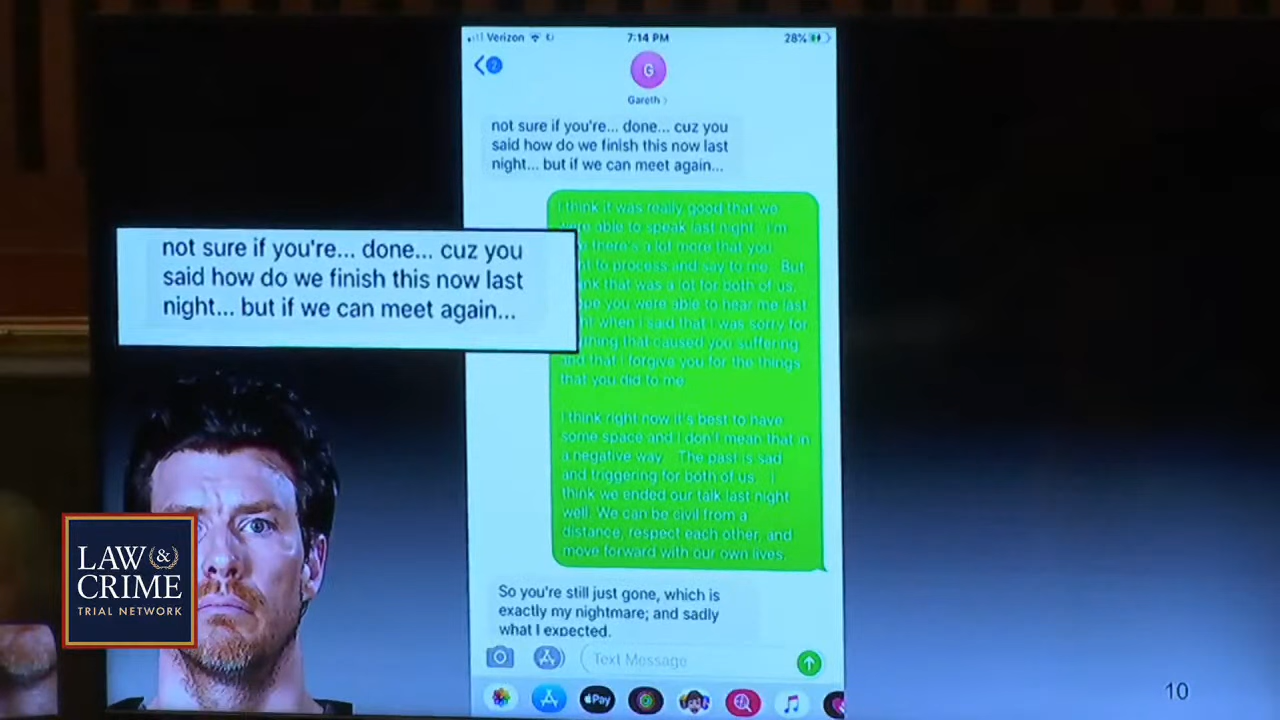 Verizon
7:14 PM
28%
2
G
Gareth >
not sure if you're... done... cuz you
said how do we finish this now last
night... but if we can meet again...
I think it was really good that we
were able to speak last night. I'm
there's a lot more that you
to process and say to me. But
that was a lot for both of us.
you were able to hear me last
when I said that I was sorry for
that caused you suffering
and that I forgive you for the things
that you did to me.
I think right now it's best to have
some space and I don't mean that in
a negative way. The past is sad
and triggering for both of us. I
think we ended our talk last night
well. We can be civil from a
distance, respect each other, and
move forward with our own lives.
So you're still just gone, which is
exactly my nightmare; and sadly
what I expected.
Text Message
Pay
not sure if you're... done... cuz you
said how do we finish this now last
night... but if we can meet again...
LAW &
CRIME
TRIAL NETWORK
10